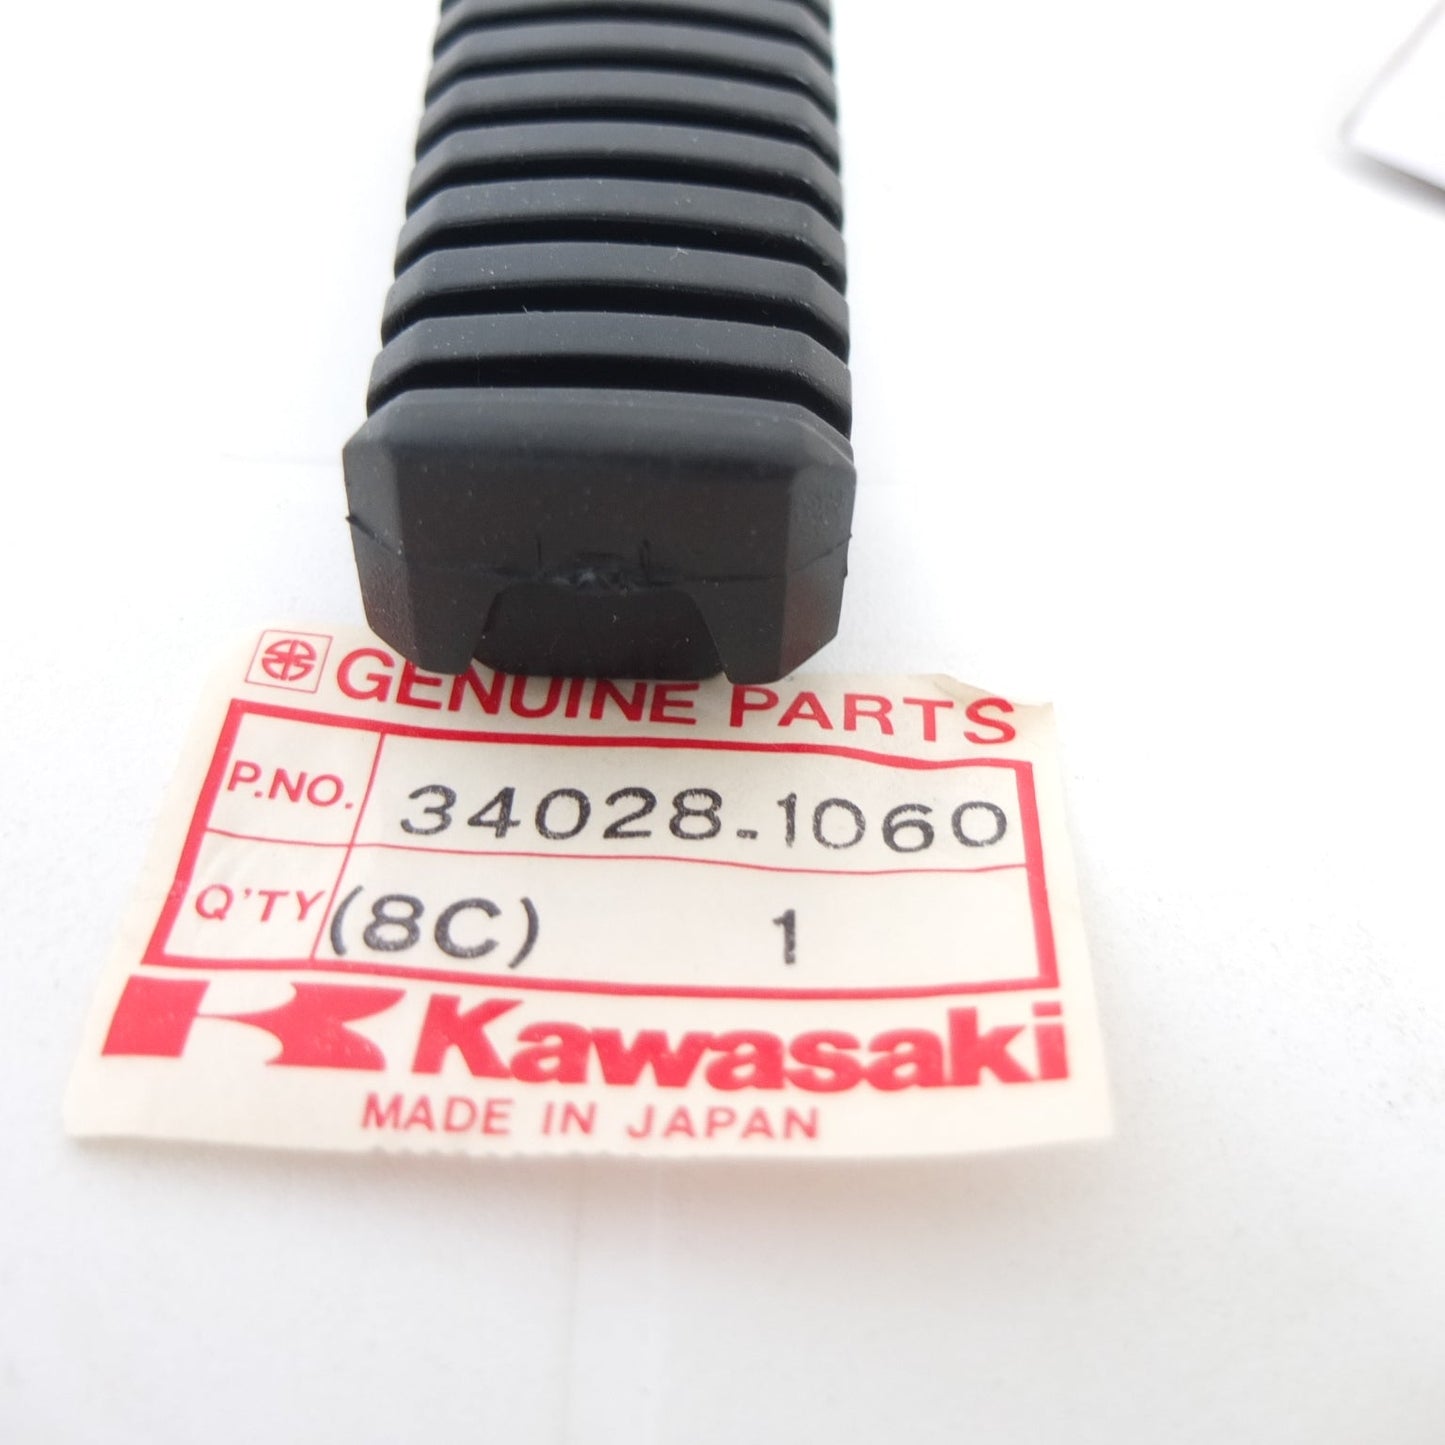 GENUINE PARTS
P.NO. 34028-1060
Q'TY (8C) 1
Kawasaki
MADE IN JAPAN